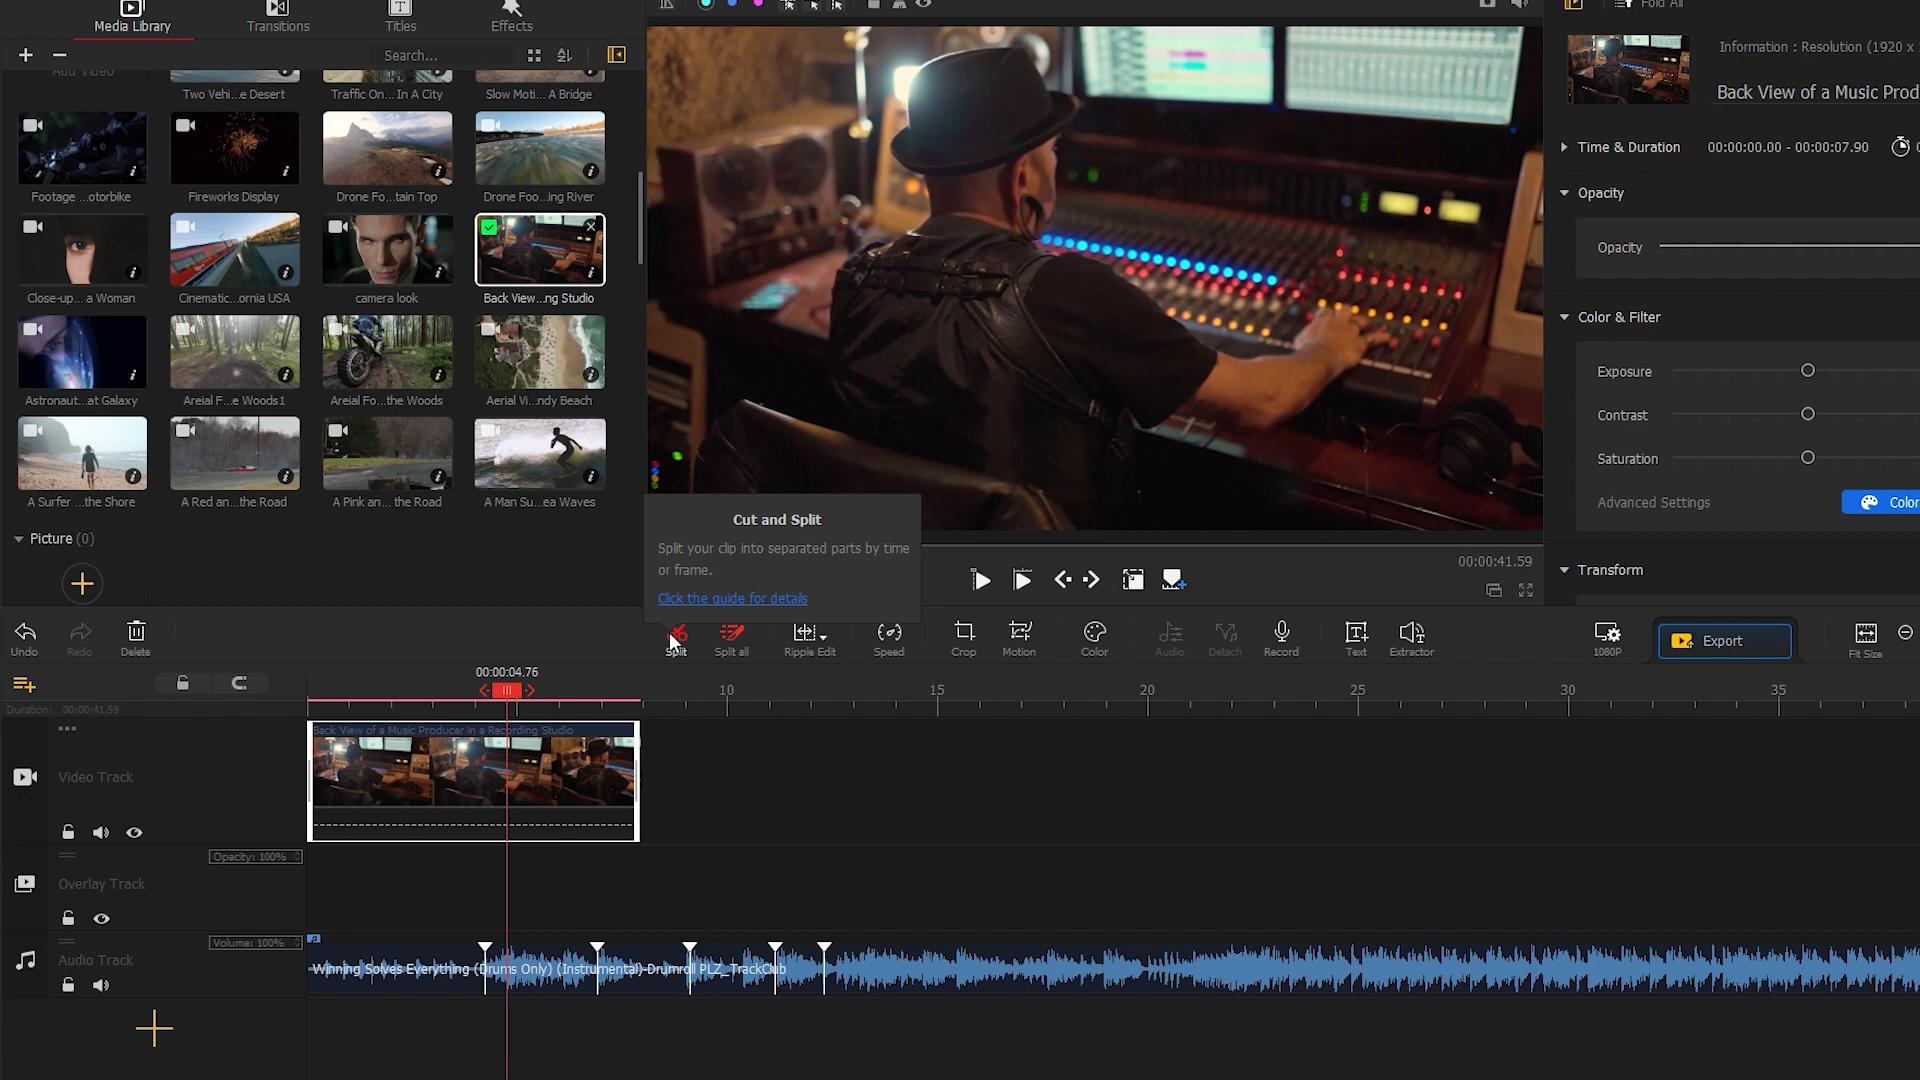 Media Library
Transitions
Titles
Effects
Fold All
Search...
Information : Resolution (1920 x
Back View of a Music Prod
Add Video
Two Vehi...e Desert
Traffic On... In A City
Slow Moti... A Bridge
Footage ...otorbike
Fireworks Display
Drone Fo...tain Top
Drone Foo...ing River
Close-up... a Woman
Cinematic...ornia USA
camera look
Back View...ng Studio
Astronaut...at Galaxy
Areial F...e Woods1
Areial Fo...the Woods
Aerial Vi...ndy Beach
A Surfer ...the Shore
A Red an... the Road
A Pink an... the Road
A Man Su...ea Waves
Picture (0)
Time & Duration 00:00:00.00 - 00:00:07.90
Opacity
Opacity
Color & Filter
Exposure
Contrast
Saturation
Advanced Settings
Color
Transform
Cut and Split
Split your clip into separated parts by time
or frame.
Click the guide for details
00:00:41.59
Undo
Redo
Delete
Split
Split all
Ripple Edit
Speed
Crop
Motion
Color
Audio
Detach
Record
Text
Extractor
1080P
Export
Fit Size
00:00:04.76
10
15
20
25
30
35
Duration: 00:00:41.59
Back View of a Music Producer in a Recording Studio
Video Track
Opacity: 100%
Overlay Track
Volume: 100%
Audio Track
Winning Solves Everything (Drums Only) (Instrumental)-Drumroll PLZ_TrackClub